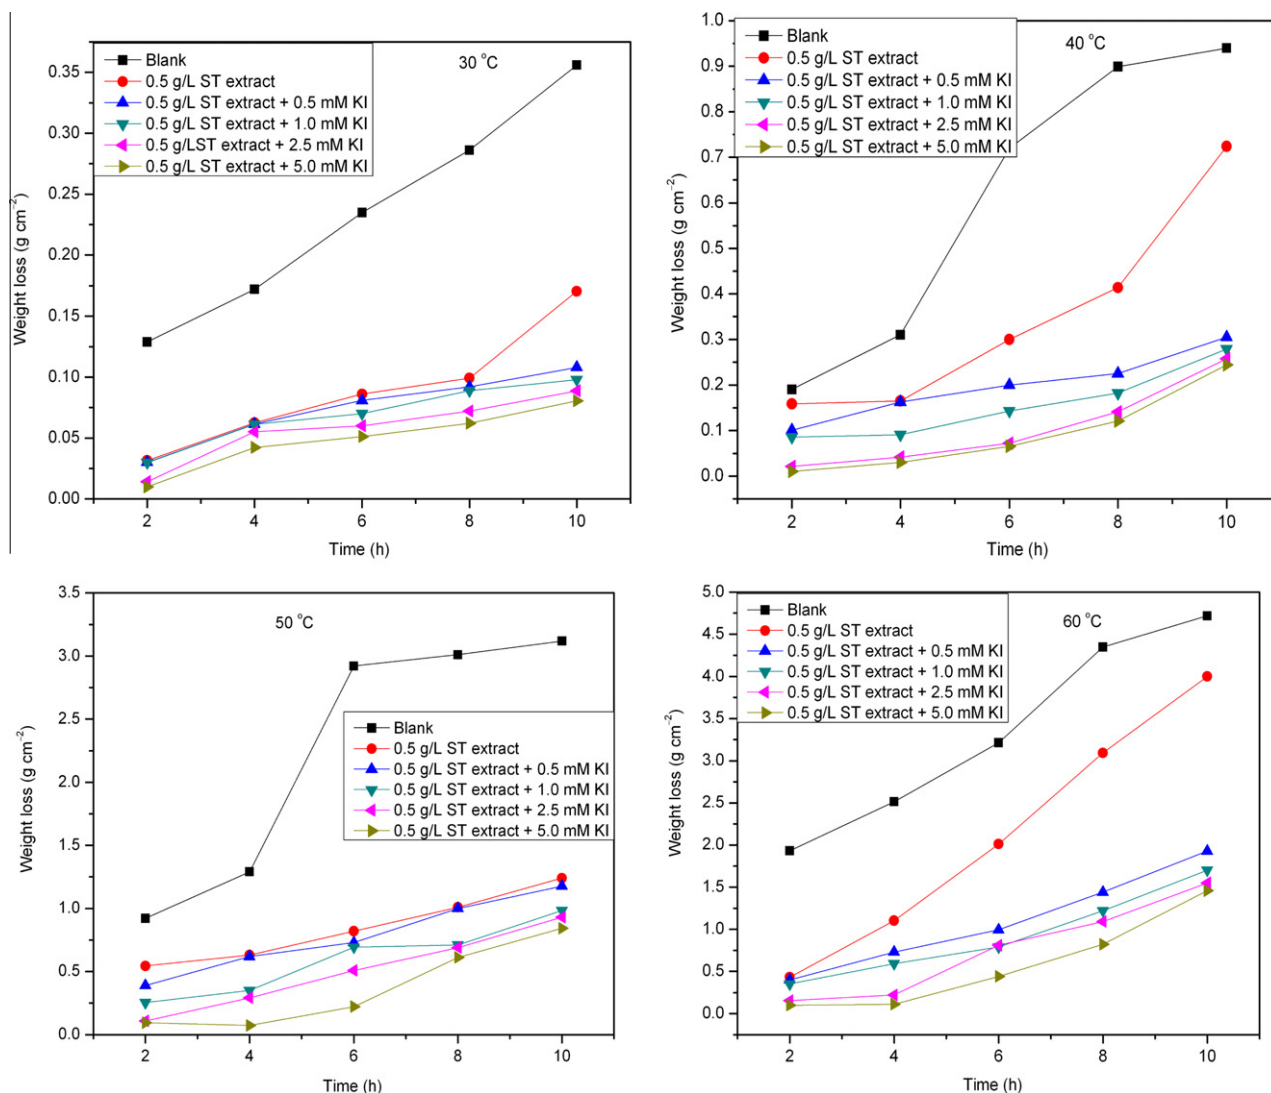 Blank
0.5 g/L ST extract
0.5 g/L ST extract + 0.5 mM KI
0.5 g/L ST extract + 1.0 mM KI
0.5 g/LST extract + 2.5 mM KI
0.5 g/L ST extract + 5.0 mM KI
30 °C
0.35
0.30
0.25
0.20
0.15
0.10
0.05
0.00
Weight loss (g cm⁻²)
2 4 6 8 10
Time (h)
Blank
0.5 g/L ST extract
0.5 g/L ST extract + 0.5 mM KI
0.5 g/L ST extract + 1.0 mM KI
0.5 g/L ST extract + 2.5 mM KI
0.5 g/L ST extract + 5.0 mM KI
40 °C
1.0
0.9
0.8
0.7
0.6
0.5
0.4
0.3
0.2
0.1
0.0
Weight loss (g cm⁻²)
2 4 6 8 10
Time (h)
50 °C
Blank
0.5 g/L ST extract
0.5 g/L ST extract + 0.5 mM KI
0.5 g/L ST extract + 1.0 mM KI
0.5 g/L ST extract + 2.5 mM KI
0.5 g/L ST extract + 5.0 mM KI
3.5
3.0
2.5
2.0
1.5
1.0
0.5
0.0
Weight loss (g cm⁻²)
2 4 6 8 10
Time (h)
Blank
0.5 g/L ST extract
0.5 g/L ST extract + 0.5 mM KI
0.5 g/L ST extract + 1.0 mM KI
0.5 g/L ST extract + 2.5 mM KI
0.5 g/L ST extract + 5.0 mM KI
60 °C
5.0
4.5
4.0
3.5
3.0
2.5
2.0
1.5
1.0
0.5
0.0
Weight loss (g cm⁻²)
2 4 6 8 10
Time (h)